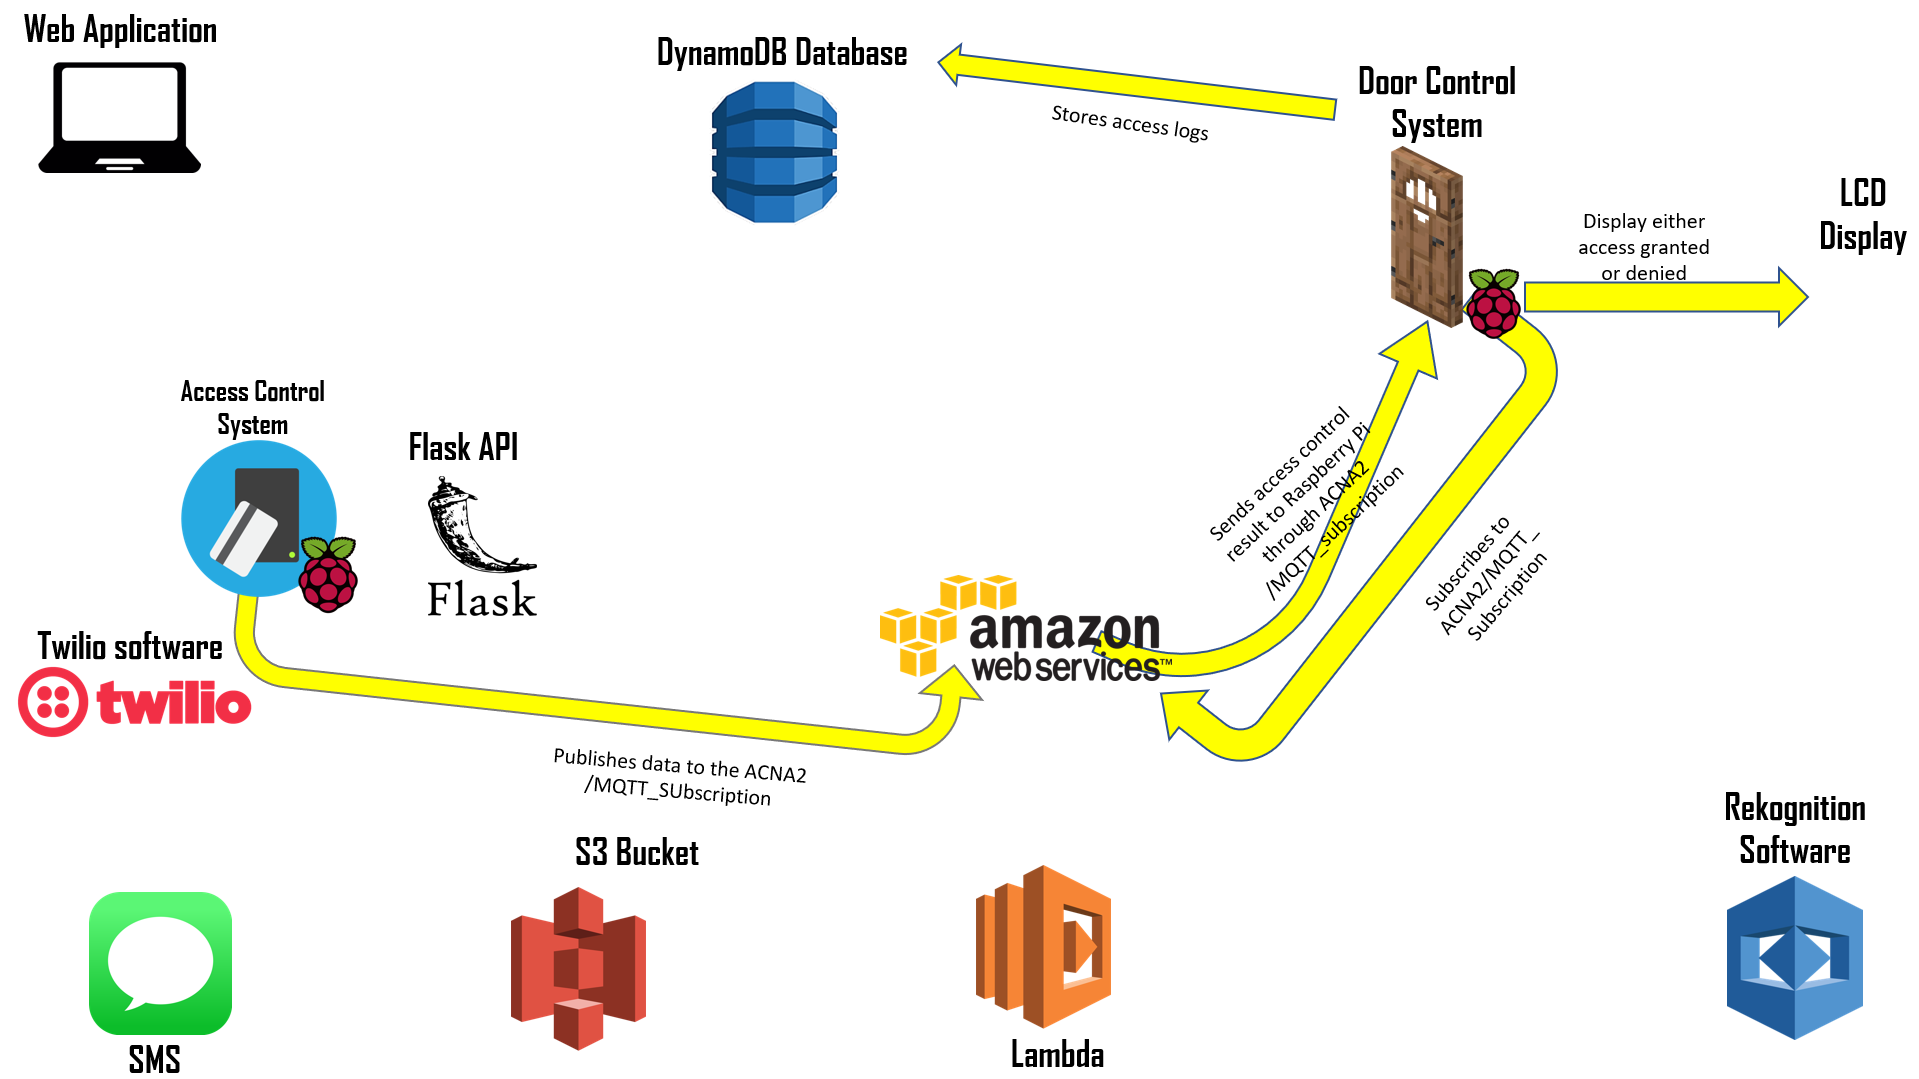 Web Application
DynamoDB Database
Stores access logs
Door Control
System
LCD
Display
Display either
access granted
or denied
Access Control
System
Flask API
Flask
Twilio software
twilio
Publishes data to the ACNA2
/MQTT_SUbscription
amazon
web services™
Sends access control
result to Raspberry Pi
through ACNA2
/MQTT_subscription
Subscribes to
ACNA2/MQTT_
Subscription
Rekognition
Software
S3 Bucket
Lambda
SMS